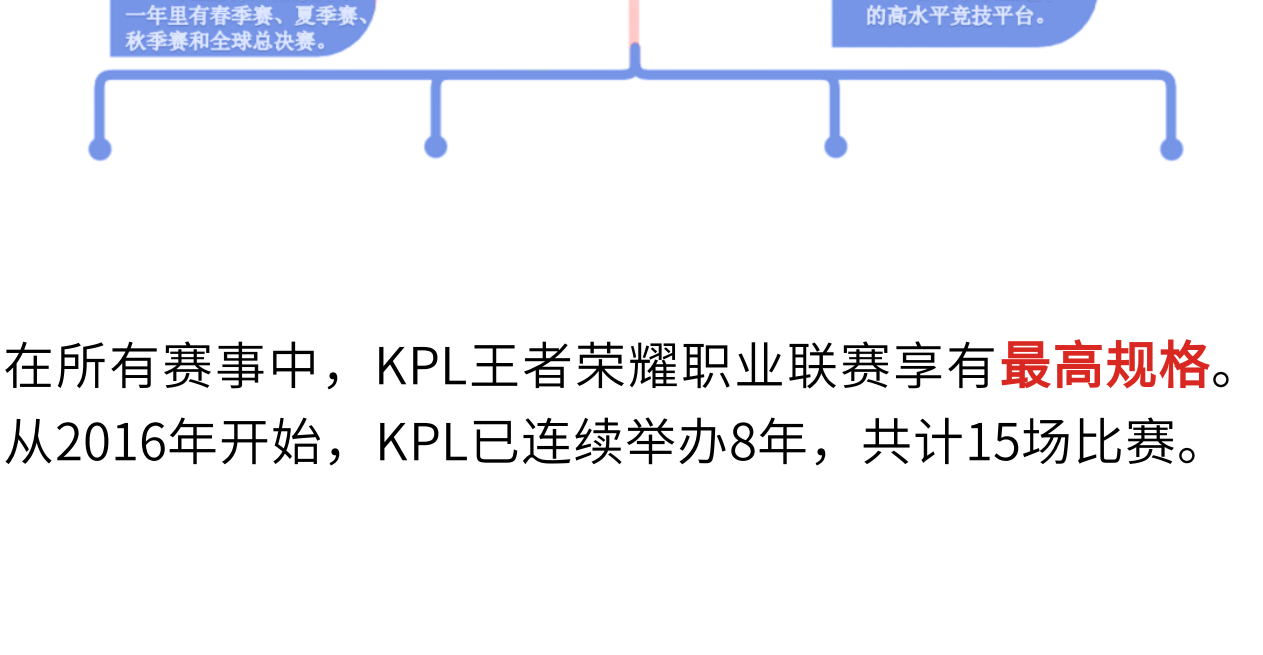 一年里有春季赛、夏季赛、
秋季赛和全球总决赛。
的高水平竞技平台。
在所有赛事中，KPL王者荣耀职业联赛享有最高规格。
从2016年开始，KPL已连续举办8年，共计15场比赛。